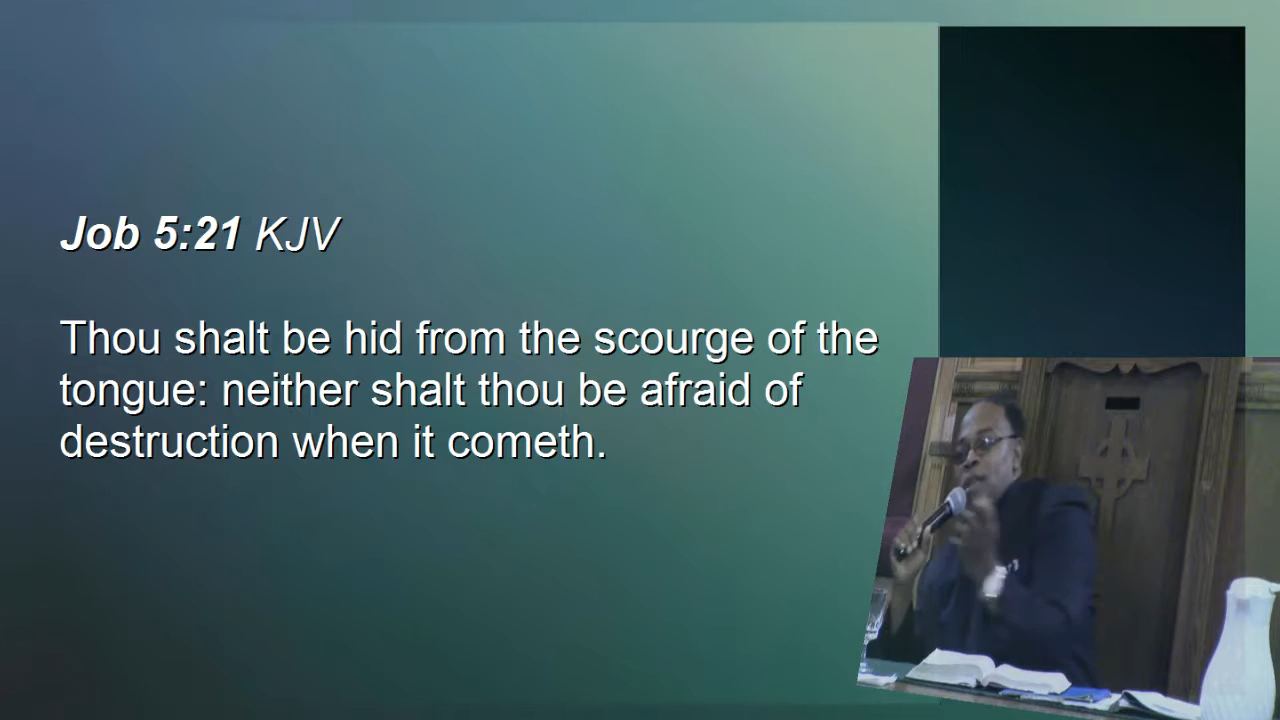 Job 5:21 KJV
Thou shalt be hid from the scourge of the
tongue: neither shalt thou be afraid of
destruction when it cometh.